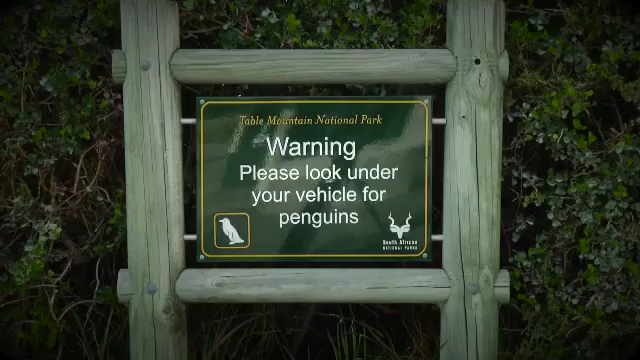 Table Mountain National Park
Warning
Please look under
your vehicle for
penguins
South African
NATIONAL PARKS